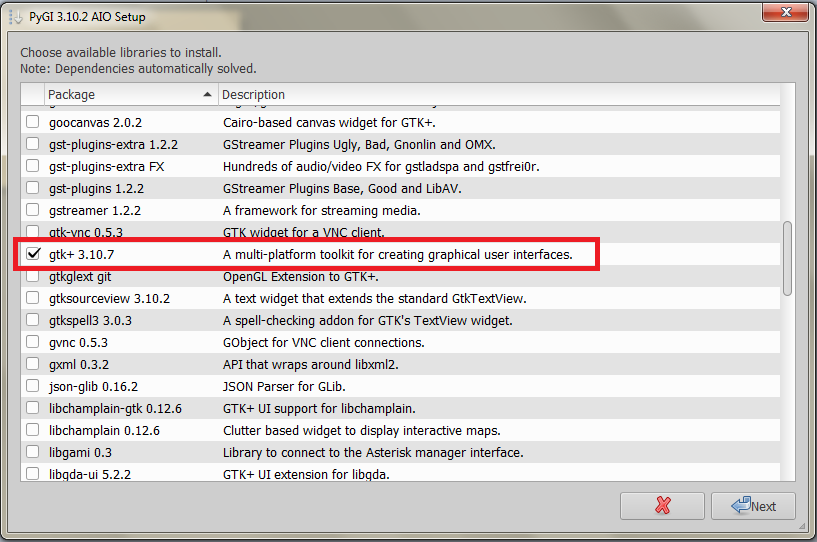 PyGI 3.10.2 AIO Setup
Choose available libraries to install.
Note: Dependencies automatically solved.
Package Description
goocanvas 2.0.2 Cairo-based canvas widget for GTK+.
gst-plugins-extra 1.2.2 GStreamer Plugins Ugly, Bad, Gnonlin and OMX.
gst-plugins-extra FX Hundreds of audio/video FX for gstladspa and gstfrei0r.
gst-plugins 1.2.2 GStreamer Plugins Base, Good and LibAV.
gstreamer 1.2.2 A framework for streaming media.
gtk-vnc 0.5.3 GTK widget for a VNC client.
gtk+ 3.10.7 A multi-platform toolkit for creating graphical user interfaces.
gtkglext git OpenGL Extension to GTK+.
gtksourceview 3.10.2 A text widget that extends the standard GtkTextView.
gtkspell3 3.0.3 A spell-checking addon for GTK's TextView widget.
gvnc 0.5.3 GObject for VNC client connections.
gxml 0.3.2 API that wraps around libxml2.
json-glib 0.16.2 JSON Parser for GLib.
libchamplain-gtk 0.12.6 GTK+ UI support for libchamplain.
libchamplain 0.12.6 Clutter based widget to display interactive maps.
libgami 0.3 Library to connect to the Asterisk manager interface.
libgda-ui 5.2.2 GTK+ UI extension for libgda.
Next